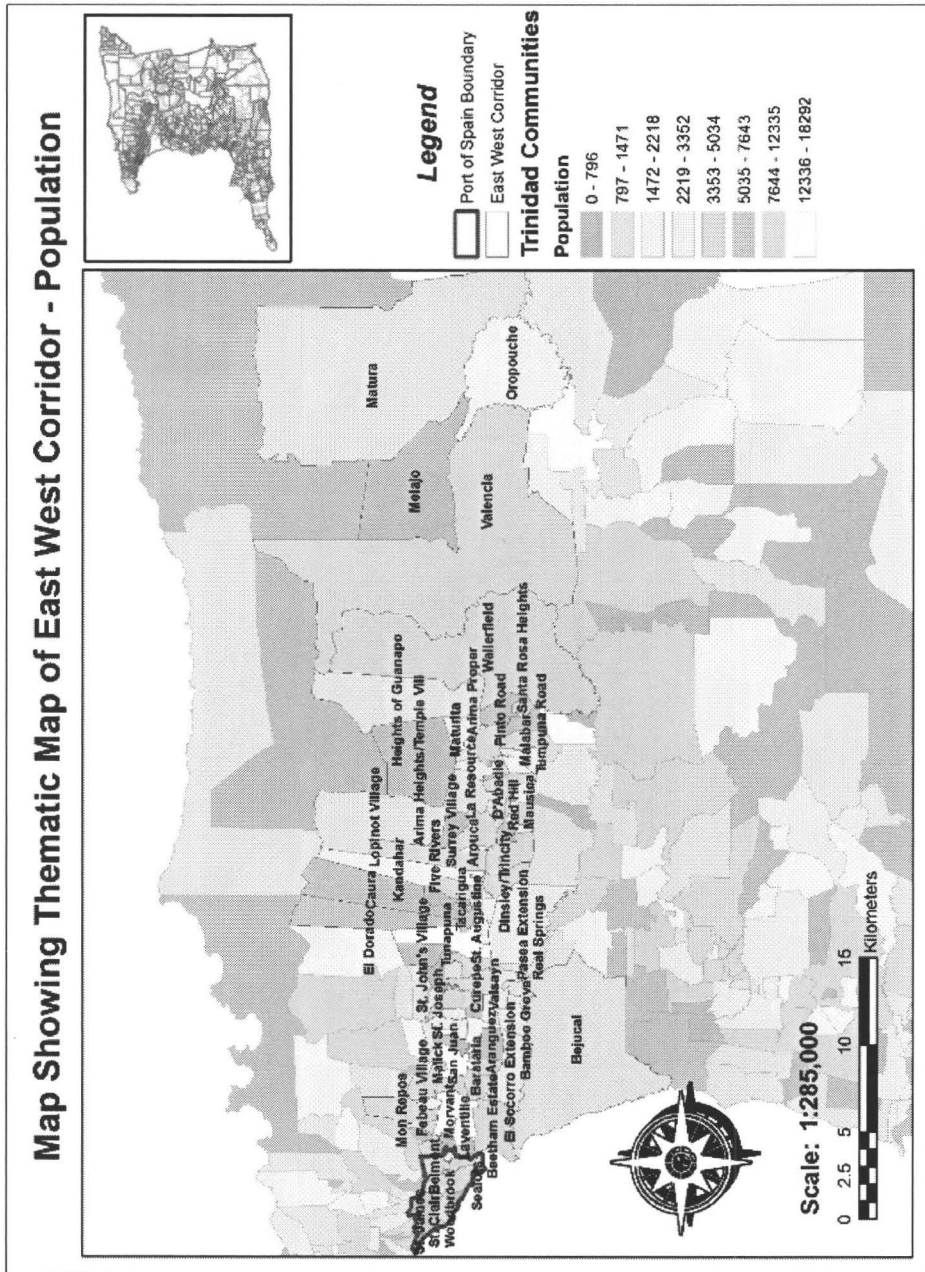 Map Showing Thematic Map of East West Corridor - Population
Legend
Port of Spain Boundary
East West Corridor
Trinidad Communities
Population
0 - 796
797 - 1471
1472 - 2218
2219 - 3352
3353 - 5034
5035 - 7643
7644 - 12335
12336 - 18292
Matura
Oropouche
Melajo
Valencia
Heights of Guanapo
Wallerfield
Santa Rosa Heights
Arima Heights/Temple Vill
Maturita
Arima Proper
Pinto Road
Malabar
Tumpuna Road
Lopinot Village
Surrey Village
La Resource
D'Abadie
Red Hill
Mausica
Caura
Kandahar
Five Rivers
Arouca
El Dorado
Tacarigua
Dinsley/Trincity
St. John's Village
Tunapuna
St. Augustine
Pasea Extension
Real Springs
St. Joseph
Curepe
Valsayn
Bamboo Grove
Mon Repos
Febeau Village
Malick
San Juan
Barataria
Aranguez
El Socorro Extension
Bejucal
Morvant
Laventille
Beetham Estate
Belmont
St. Clair
Woodbrook
Sealots
Scale: 1:285,000
0 2.5 5 10 15
Kilometers